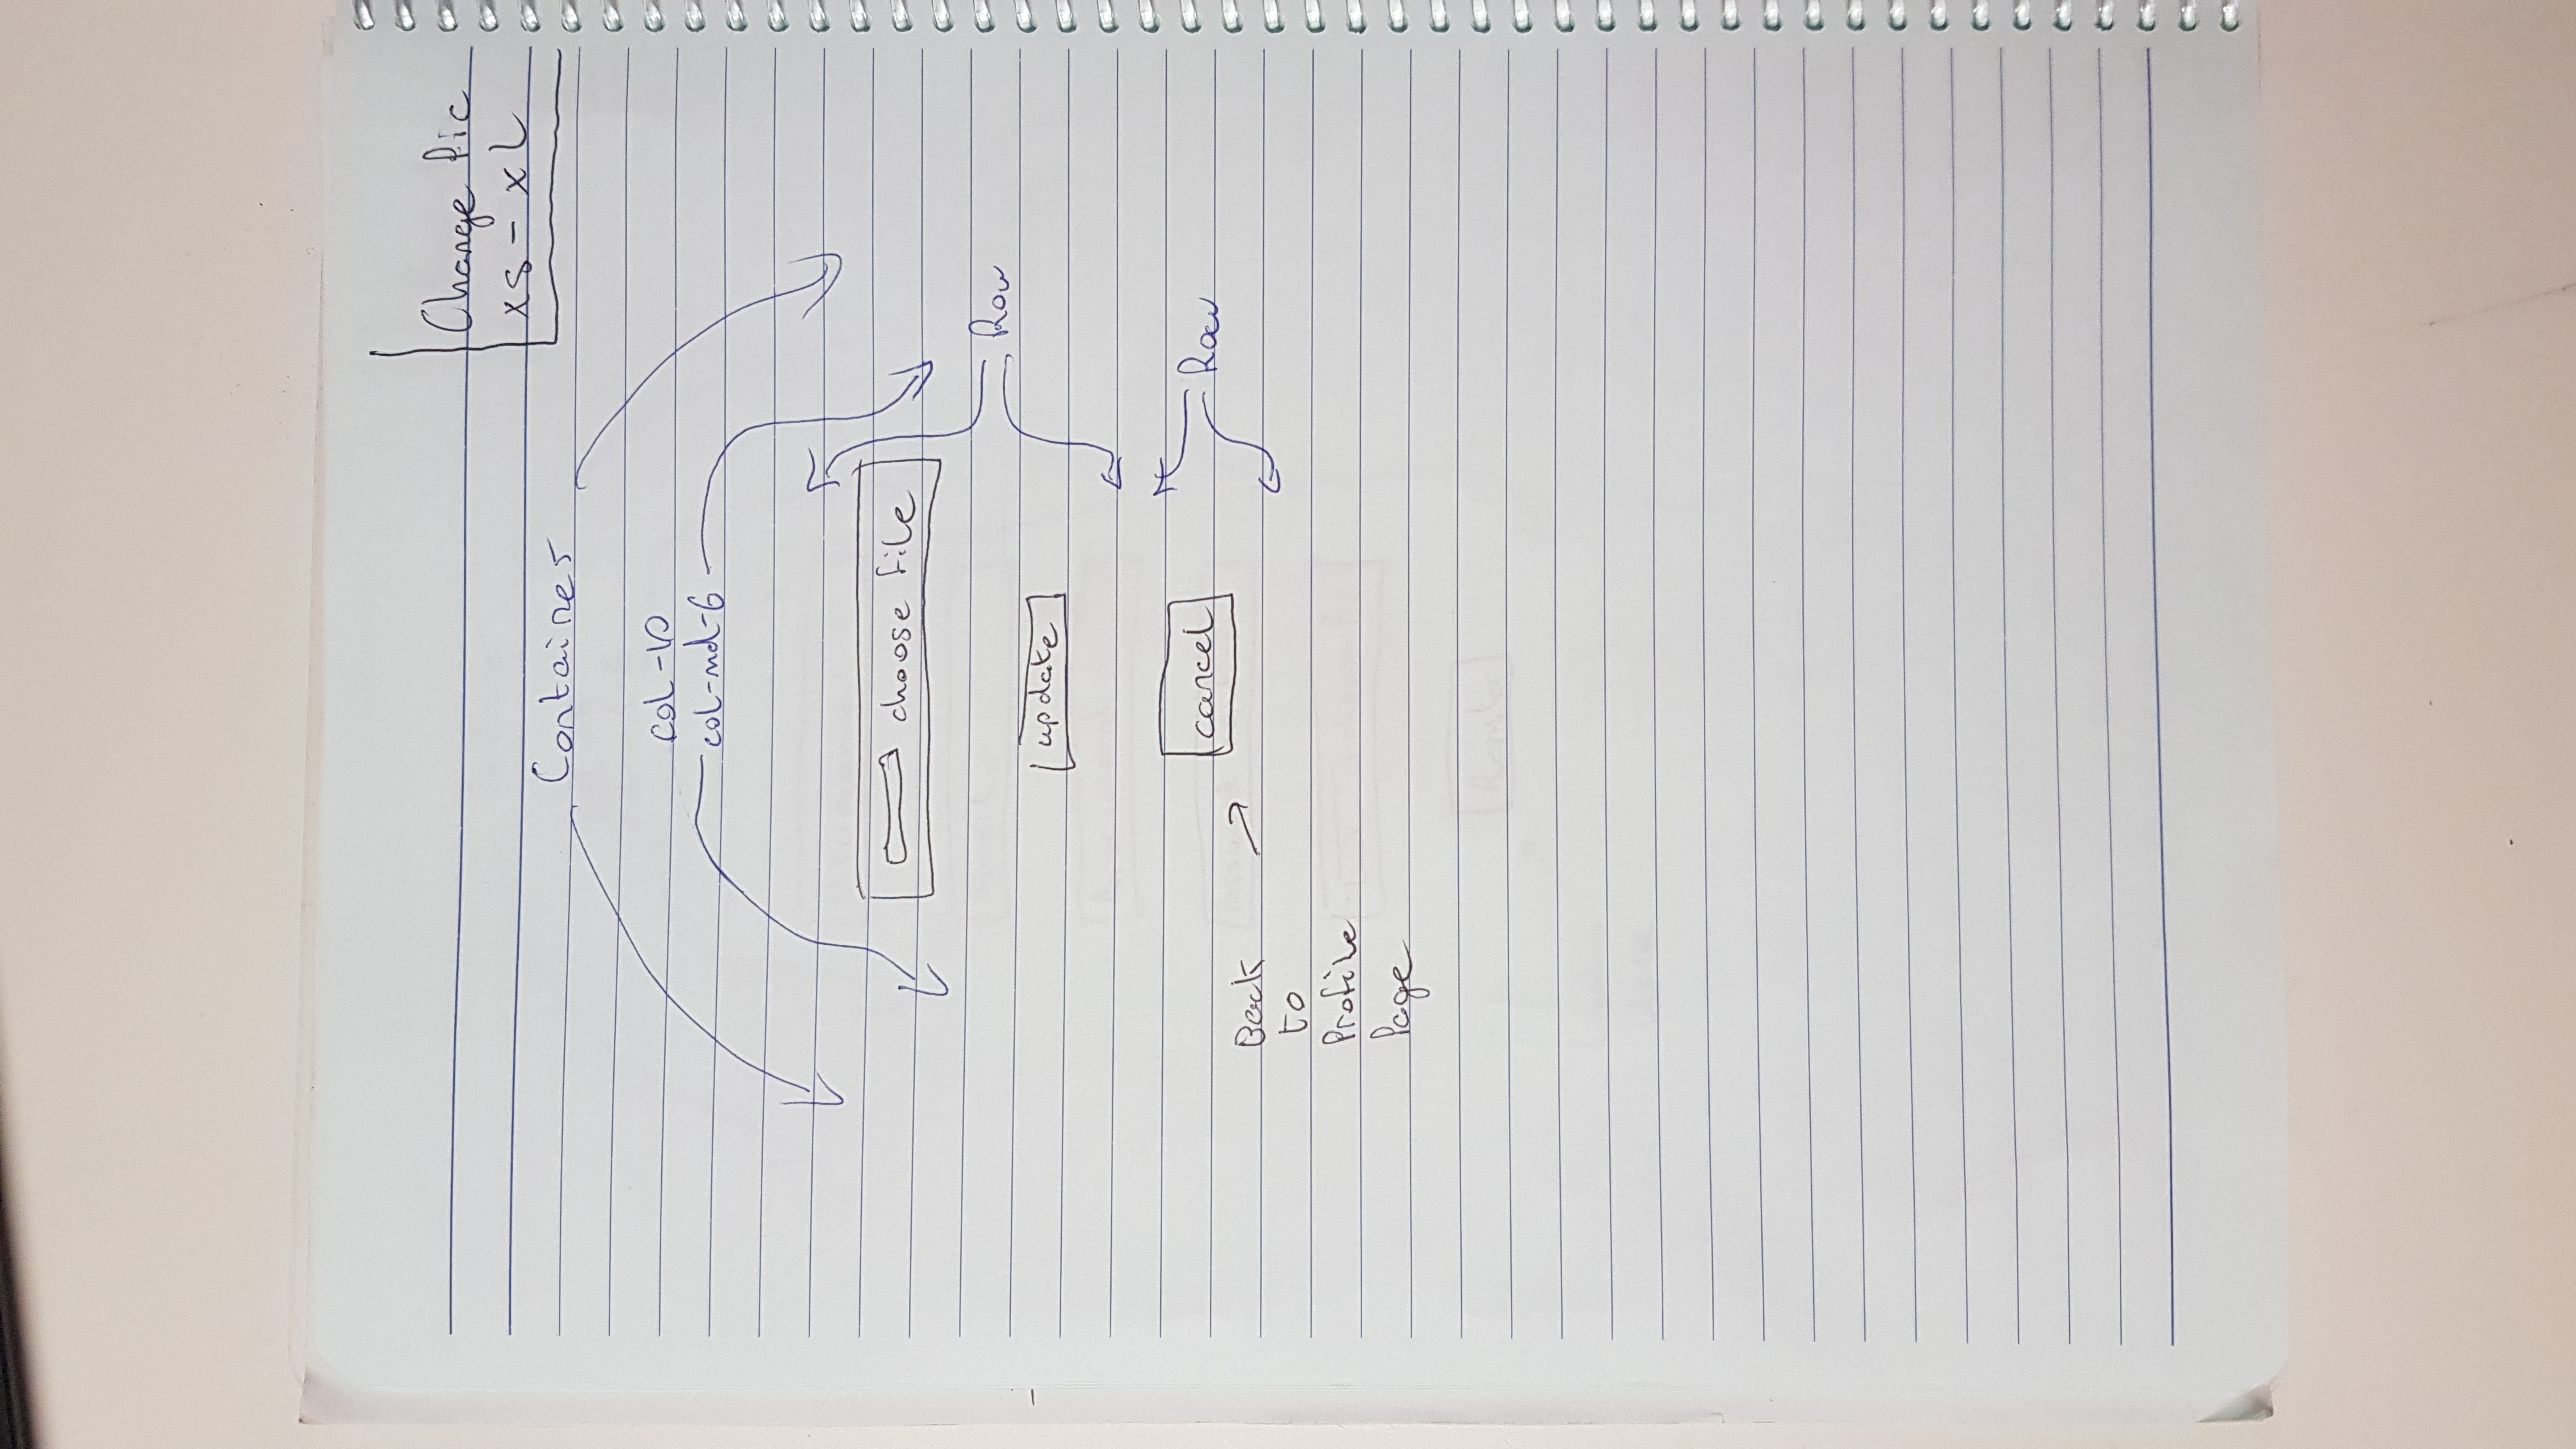 Change Pic
xs - xL
Container
col-10
col-md-6
choose file
Row
update
cancel
Row
Back
to
Profile
Page